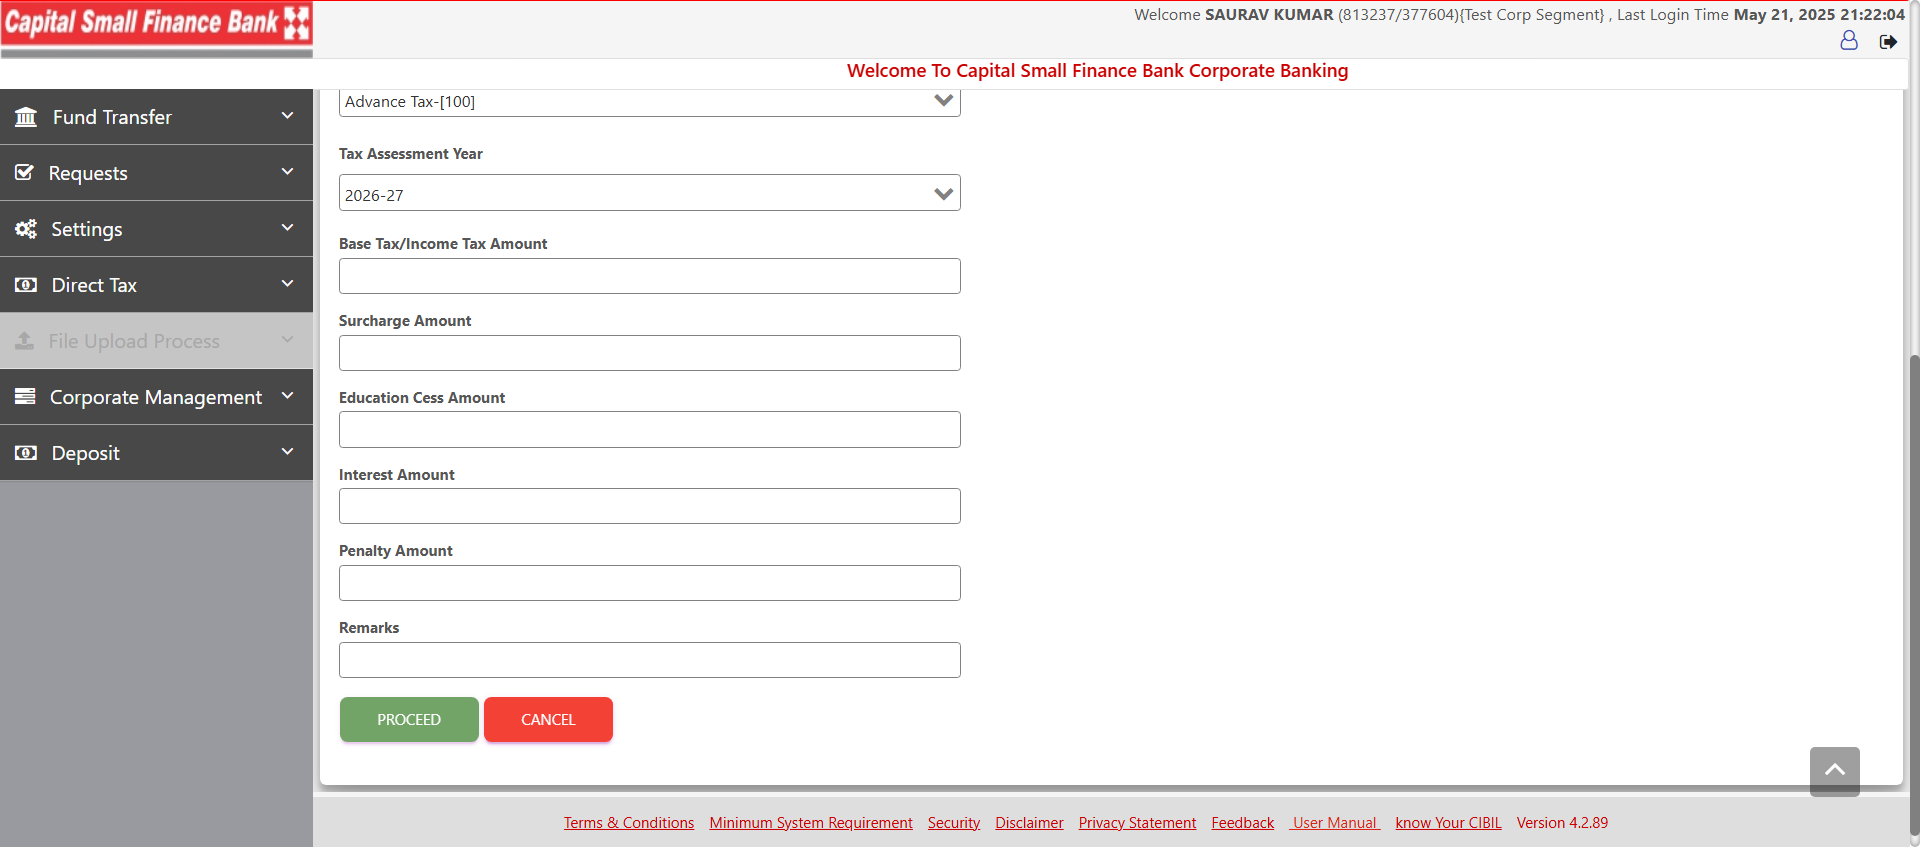 Capital Small Finance Bank
Welcome SAURAV KUMAR (813237/377604){Test Corp Segment} , Last Login Time May 21, 2025 21:22:04
Welcome To Capital Small Finance Bank Corporate Banking
Fund Transfer
Requests
Settings
Direct Tax
File Upload Process
Corporate Management
Deposit
Advance Tax-[100]
Tax Assessment Year
2026-27
Base Tax/Income Tax Amount
Surcharge Amount
Education Cess Amount
Interest Amount
Penalty Amount
Remarks
PROCEED CANCEL
Terms & Conditions Minimum System Requirement Security Disclaimer Privacy Statement Feedback User Manual know Your CIBIL Version 4.2.89